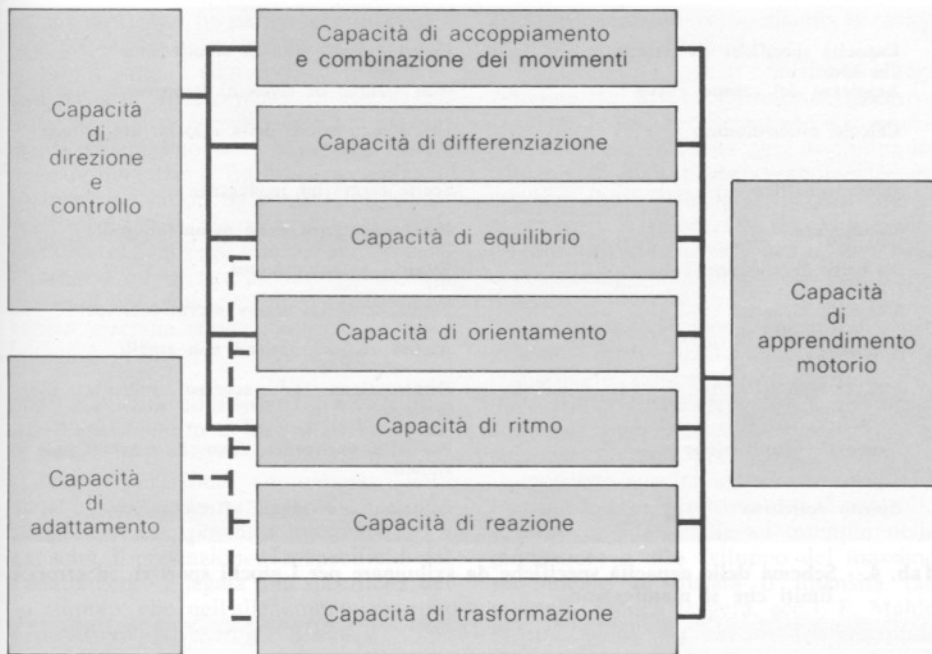 Capacità di accoppiamento
e combinazione dei movimenti
Capacità
di
direzione
e
controllo
Capacità di differenziazione
Capacità di equilibrio
Capacità di orientamento
Capacità
di
apprendimento
motorio
Capacità di ritmo
Capacità
di
adattamento
Capacità di reazione
Capacità di trasformazione